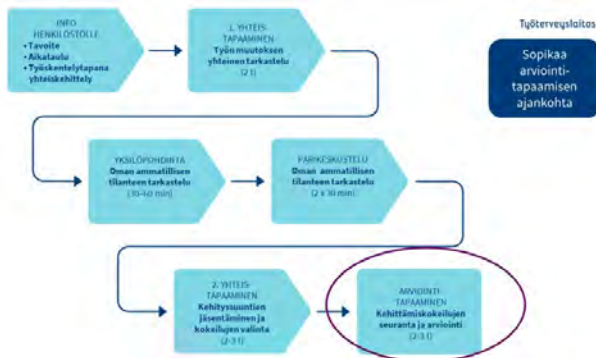 INFO
HENKILÖSTÖLLE
• Tavoite
• Aikataulu
• Työskentelytapana
yhteiskehittely
1. YHTEIS-
TAPAAMINEN
Työn muutoksen
yhteinen tarkastelu
(2 t)
Työterveyslaitos
Sopikaa
arviointi-
tapaamisen
ajankohta
YKSILÖPOHDINTA
Oman ammatillisen
tilanteen tarkastelu
(30-60 min)
PARIKESKUSTELU
Oman ammatillisen
tilanteen tarkastelu
(2 x 30 min)
2. YHTEIS-
TAPAAMINEN
Kehityssuuntien
jäsentäminen ja
kokeilujen valinta
(2-3 t)
ARVIOINTI-
TAPAAMINEN
Kehittämiskokeilujen
seuranta ja arviointi
(2-3 t)